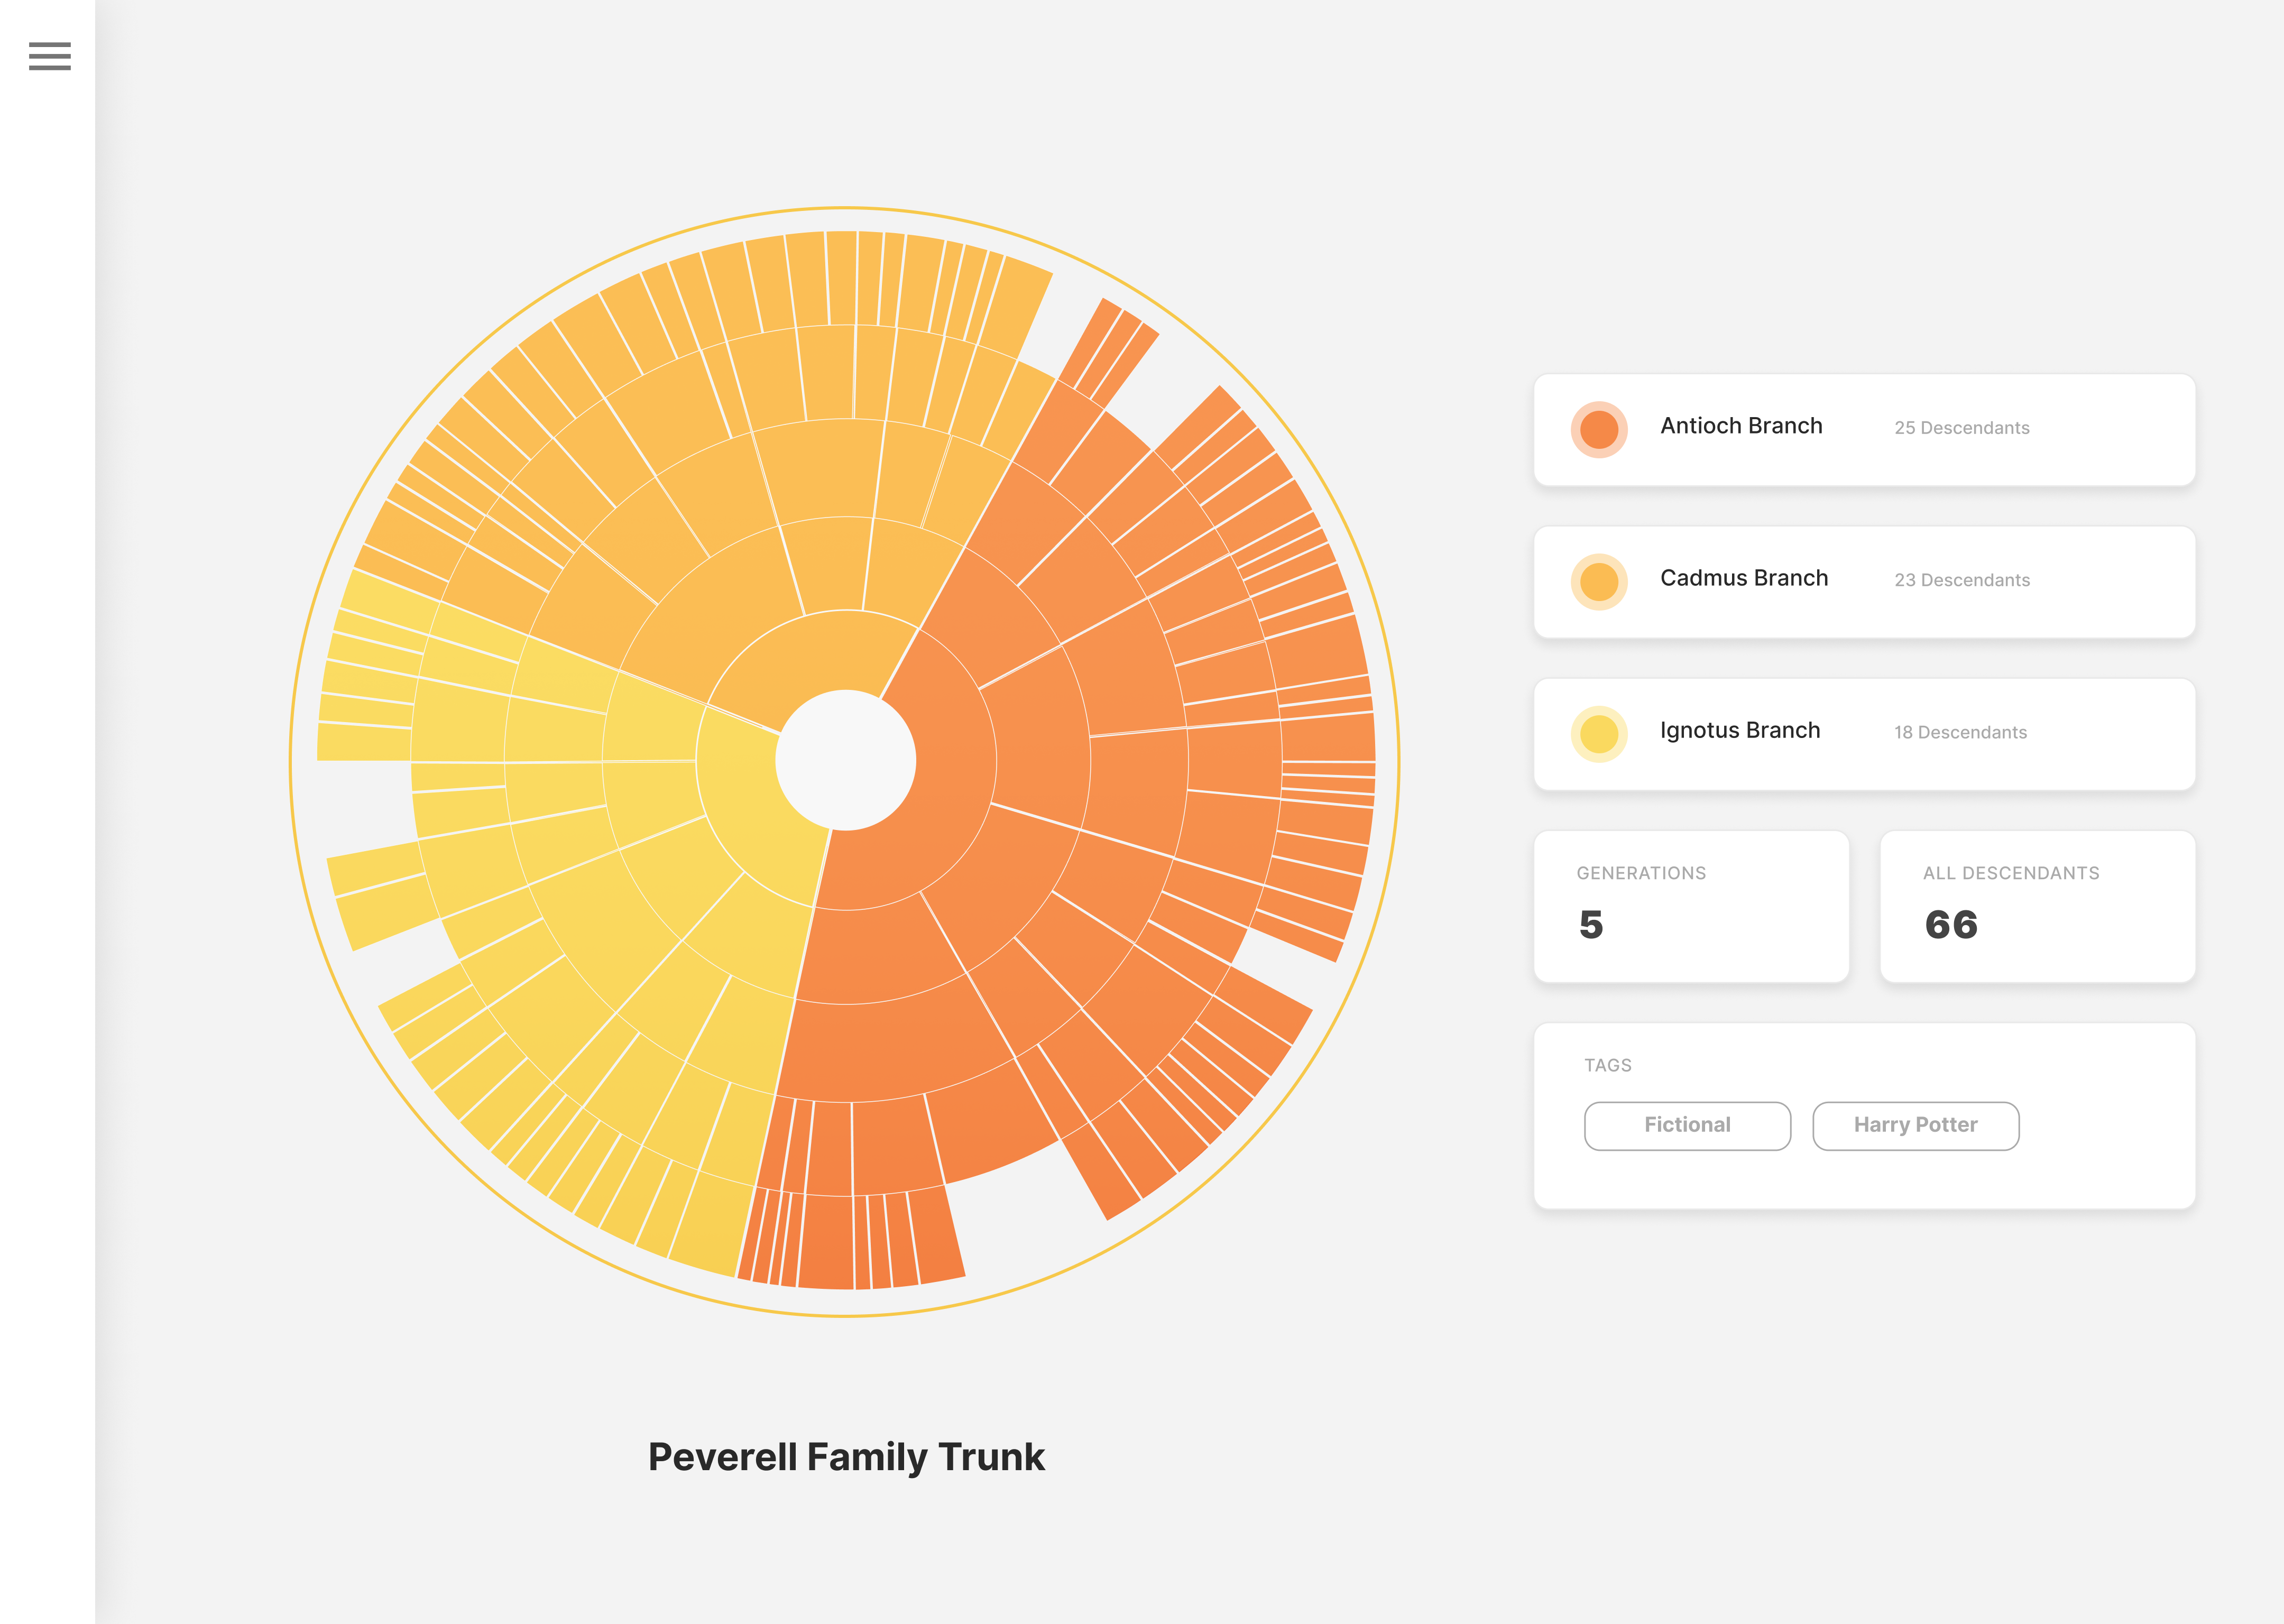 Antioch Branch 25 Descendants
Cadmus Branch 23 Descendants
Ignotus Branch 18 Descendants
GENERATIONS ALL DESCENDANTS
5 66
TAGS
Fictional Harry Potter
Peverell Family Trunk